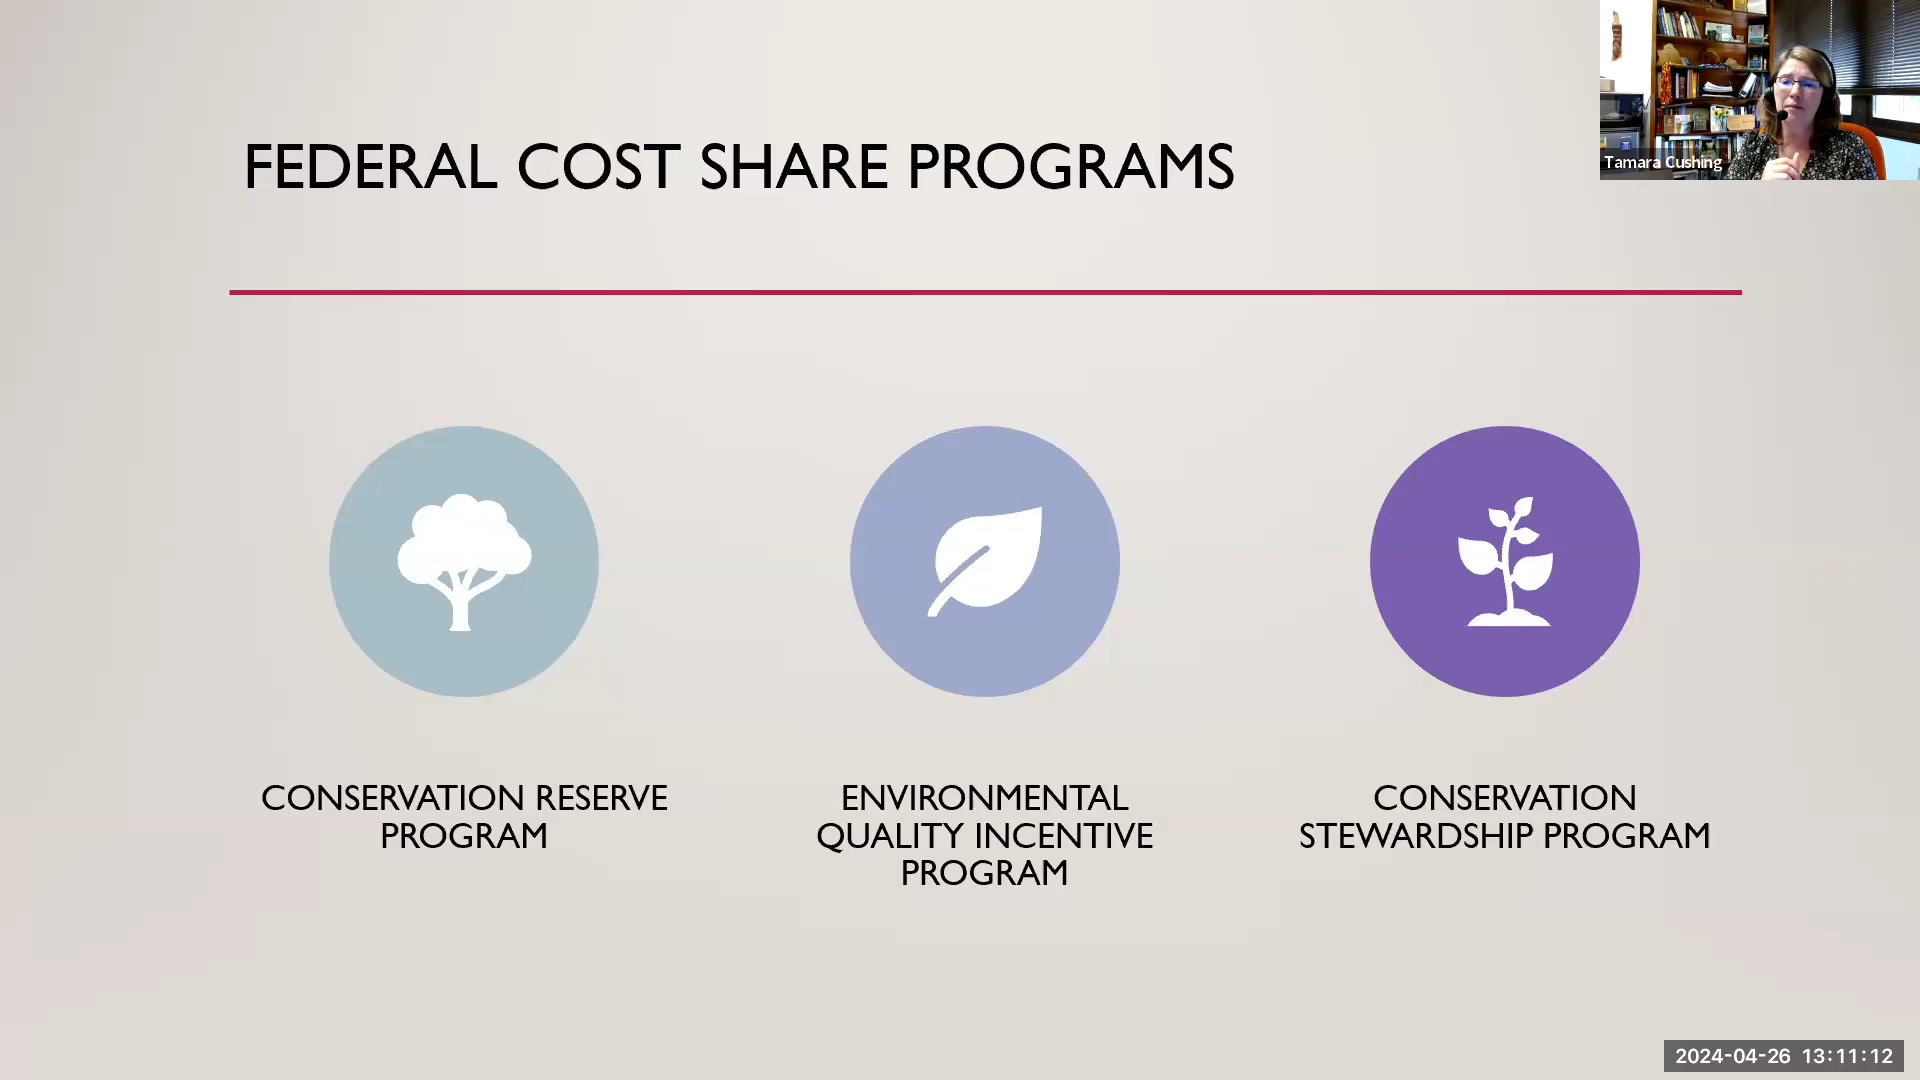 FEDERAL COST SHARE PROGRAMS
Tamara Cushing
CONSERVATION RESERVE
PROGRAM
ENVIRONMENTAL
QUALITY INCENTIVE
PROGRAM
CONSERVATION
STEWARDSHIP PROGRAM
2024-04-26 13:11:12